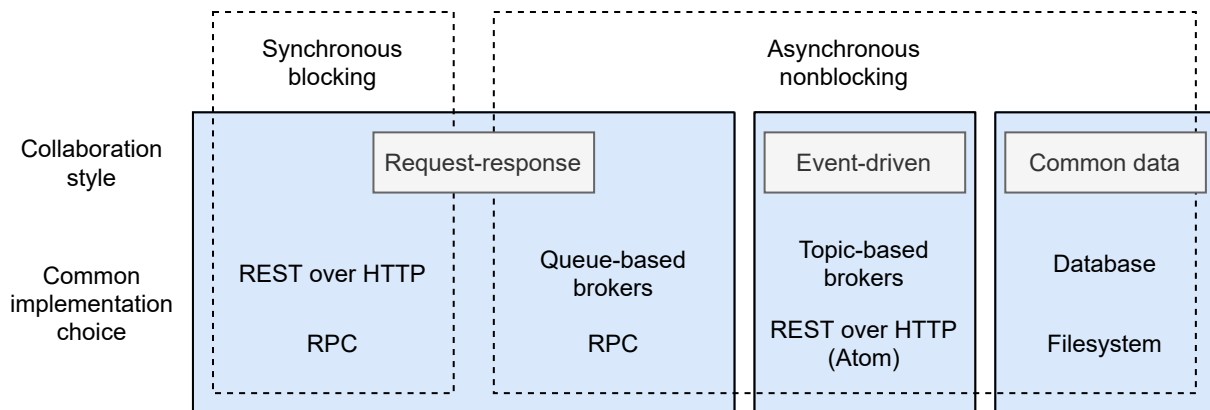 Synchronous
blocking
Asynchronous
nonblocking
Collaboration
style
Request-response
Event-driven
Common data
Common
implementation
choice
REST over HTTP
RPC
Queue-based
brokers
RPC
Topic-based
brokers
REST over HTTP
(Atom)
Database
Filesystem